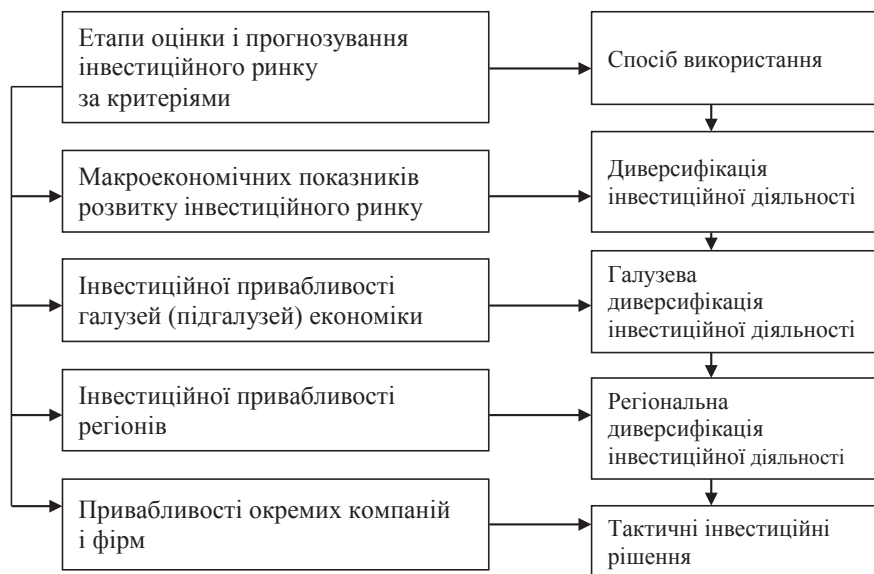 Етапи оцінки і прогнозування
інвестиційного ринку
за критеріями
Спосіб використання
Макроекономічних показників
розвитку інвестиційного ринку
Диверсифікація
інвестиційної діяльності
Інвестиційної привабливості
галузей (підгалузей) економіки
Галузева
диверсифікація
інвестиційної діяльності
Інвестиційної привабливості
регіонів
Регіональна
диверсифікація
інвестиційної діяльності
Привабливості окремих компаній
і фірм
Тактичні інвестиційні
рішення